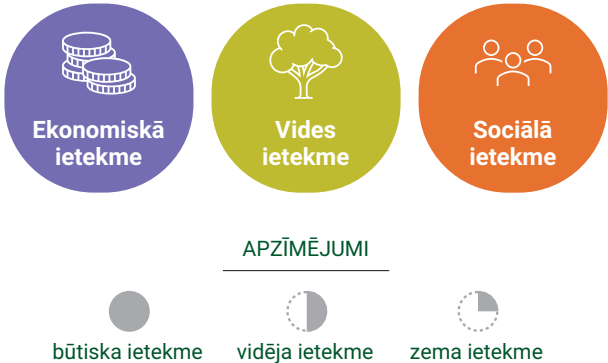 Ekonomiskā
ietekme
Vides
ietekme
Sociālā
ietekme
APZĪMĒJUMI
būtiska ietekme
vidēja ietekme
zema ietekme